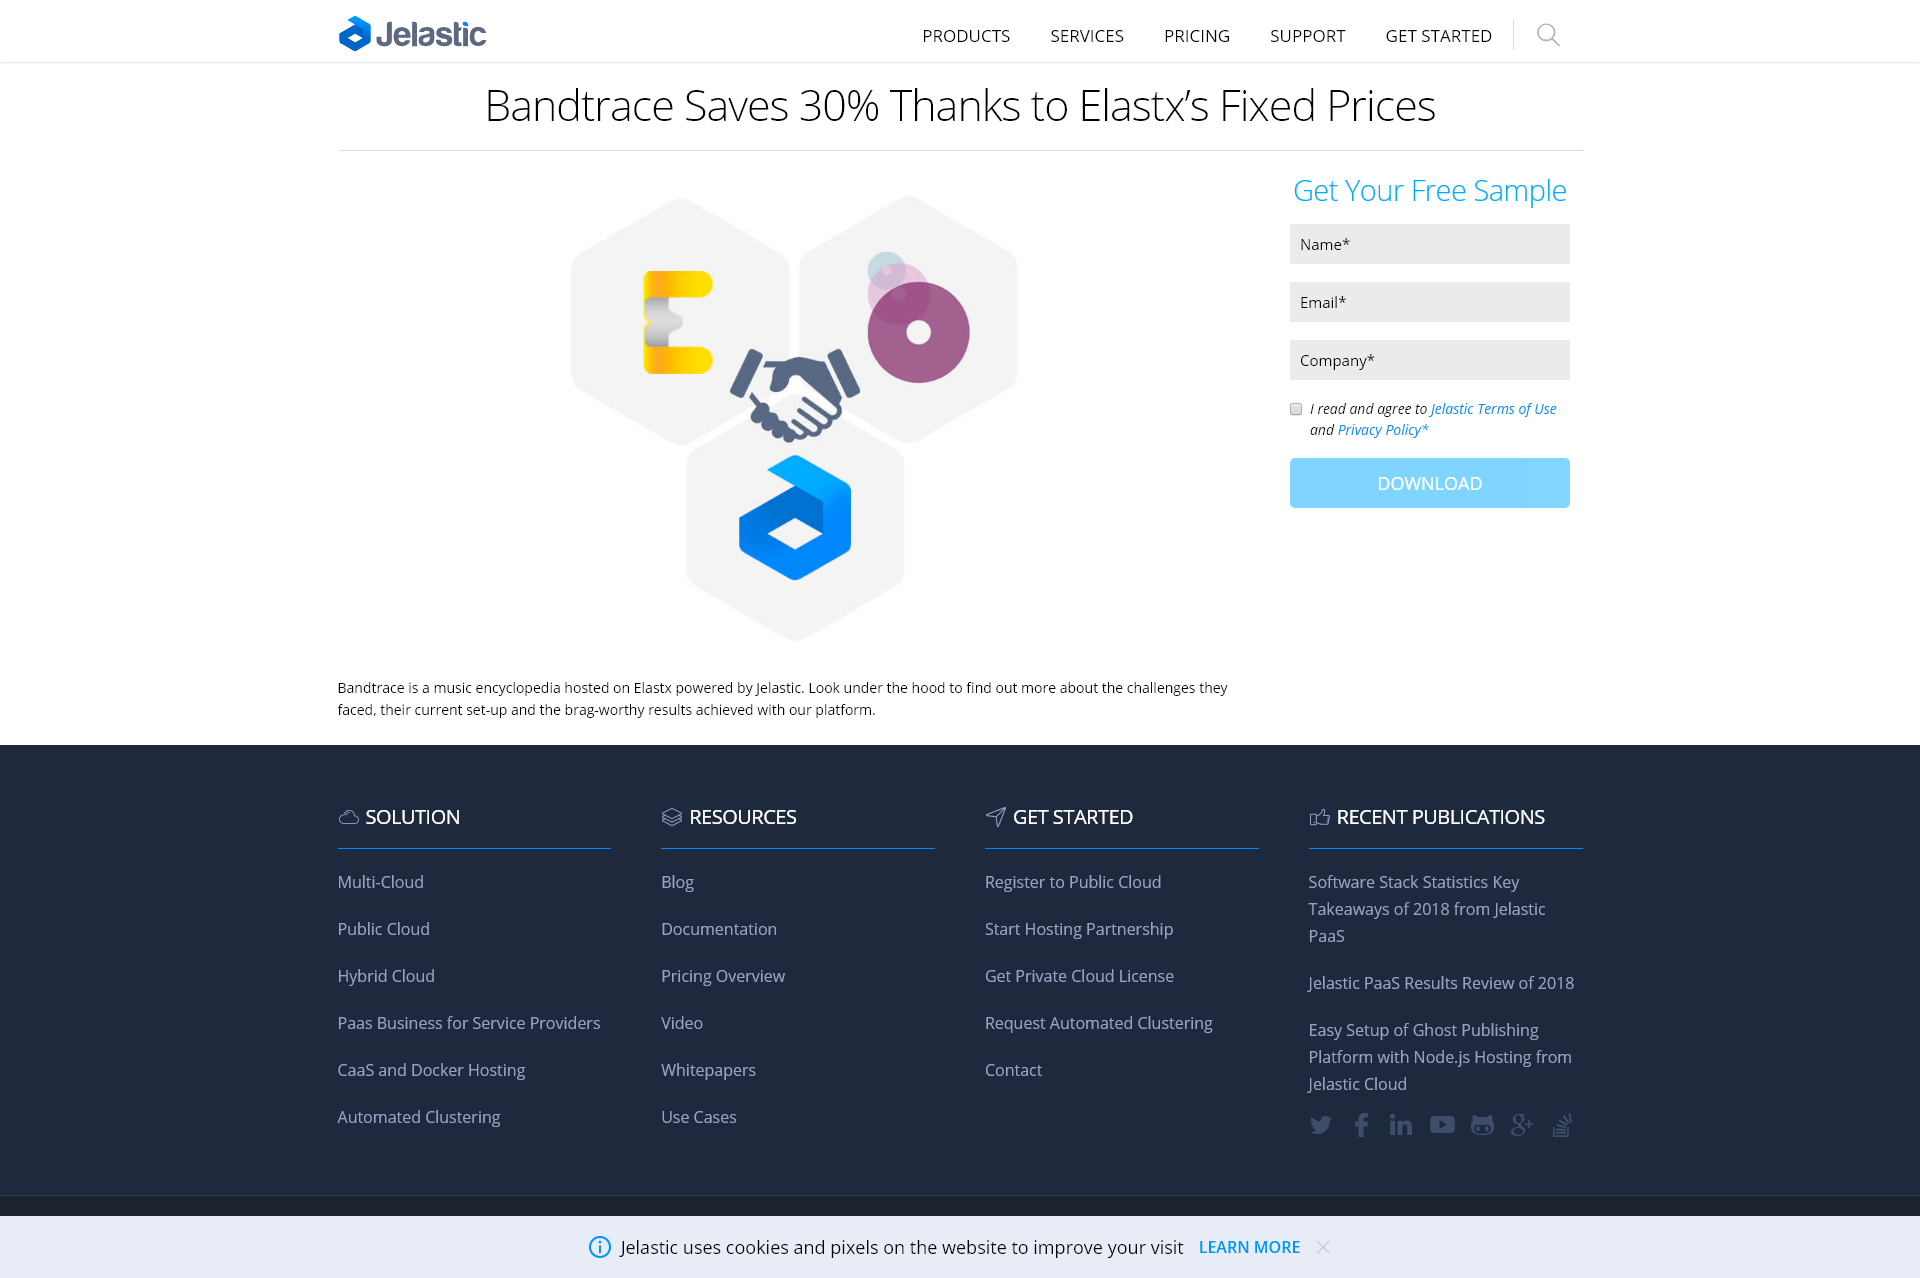 Jelastic
PRODUCTS
SERVICES
PRICING
SUPPORT
GET STARTED
Bandtrace Saves 30% Thanks to Elastx’s Fixed Prices
Get Your Free Sample
Name*
Email*
Company*
I read and agree to Jelastic Terms of Use
and Privacy Policy*
DOWNLOAD
Bandtrace is a music encyclopedia hosted on Elastx powered by Jelastic. Look under the hood to find out more about the challenges they
faced, their current set-up and the brag-worthy results achieved with our platform.
SOLUTION
Multi-Cloud
Public Cloud
Hybrid Cloud
Paas Business for Service Providers
CaaS and Docker Hosting
Automated Clustering
RESOURCES
Blog
Documentation
Pricing Overview
Video
Whitepapers
Use Cases
GET STARTED
Register to Public Cloud
Start Hosting Partnership
Get Private Cloud License
Request Automated Clustering
Contact
RECENT PUBLICATIONS
Software Stack Statistics Key
Takeaways of 2018 from Jelastic
PaaS
Jelastic PaaS Results Review of 2018
Easy Setup of Ghost Publishing
Platform with Node.js Hosting from
Jelastic Cloud
Jelastic uses cookies and pixels on the website to improve your visit LEARN MORE